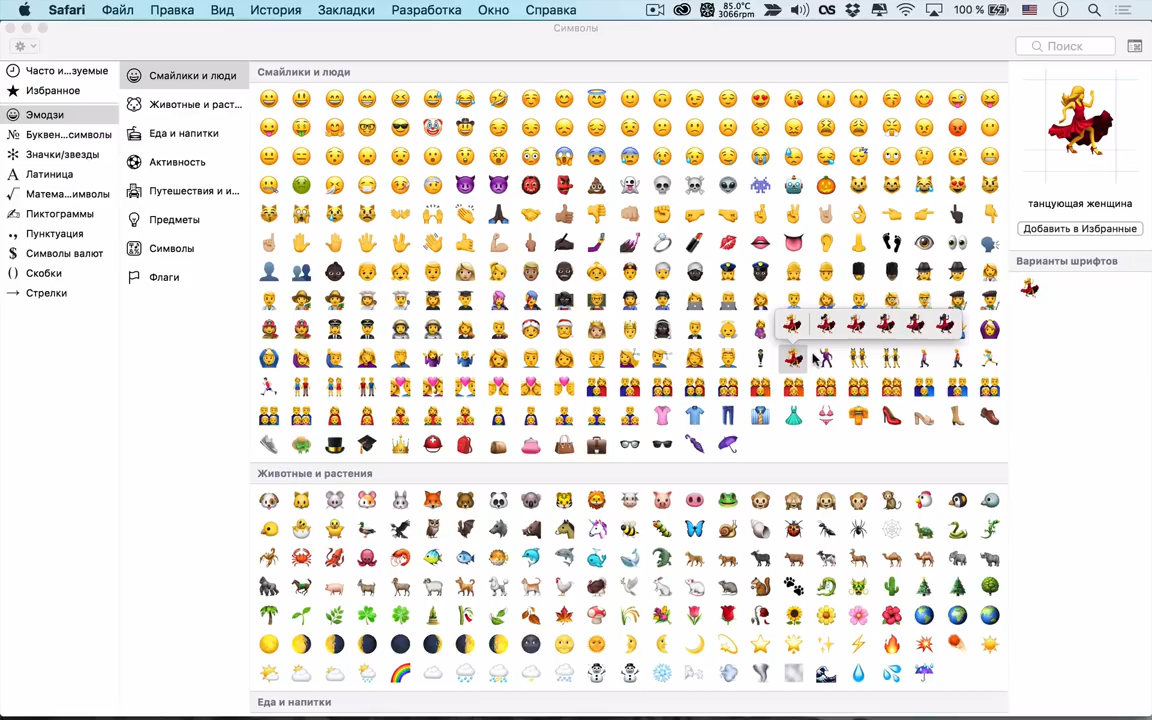 Safari Файл Правка Вид История Закладки Разработка Окно Справка 85.0°C 3066rpm 100 %
Символы
Поиск
Часто и...зуемые
Избранное
Эмодзи
Буквен...символы
Значки/звезды
Латиница
Матема...имволы
Пиктограммы
Пунктуация
Символы валют
Скобки
Стрелки
Смайлики и люди
Животные и раст...
Еда и напитки
Активность
Путешествия и и...
Предметы
Символы
Флаги
Смайлики и люди
Животные и растения
Еда и напитки
танцующая женщина
Добавить в Избранные
Варианты шрифтов